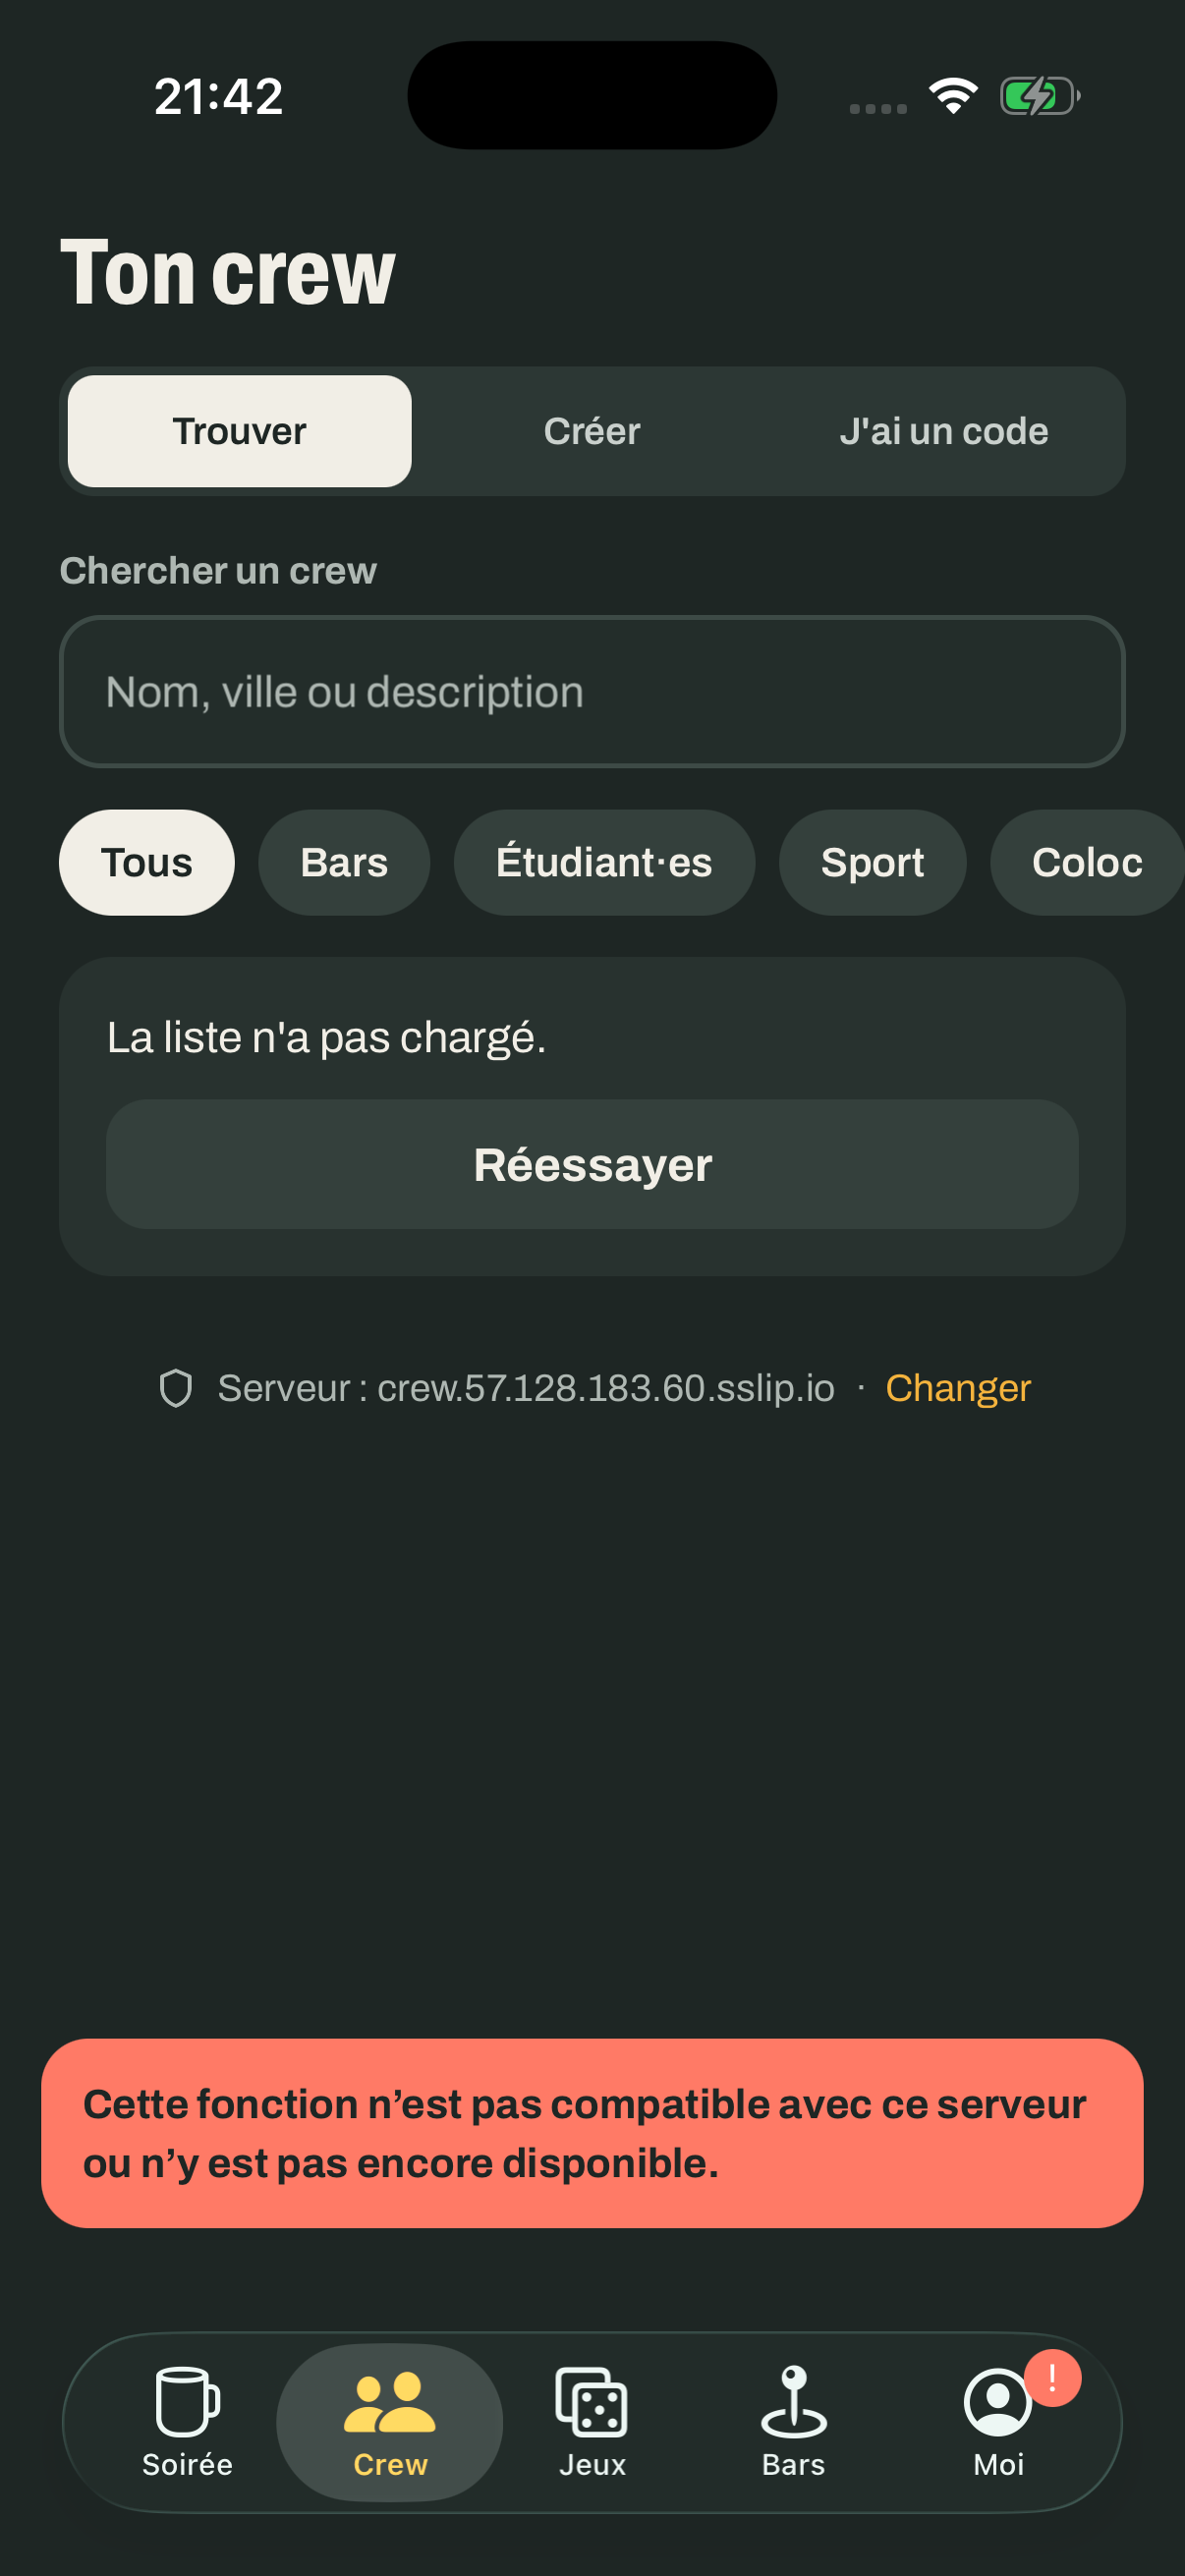 21:42
Ton crew
Trouver
Créer
J'ai un code
Chercher un crew
Nom, ville ou description
Tous
Bars
Étudiant·es
Sport
Coloc
La liste n'a pas chargé.
Réessayer
Serveur : crew.57.128.183.60.sslip.io · Changer
Cette fonction n’est pas compatible avec ce serveur
ou n’y est pas encore disponible.
!
Soirée
Crew
Jeux
Bars
Moi